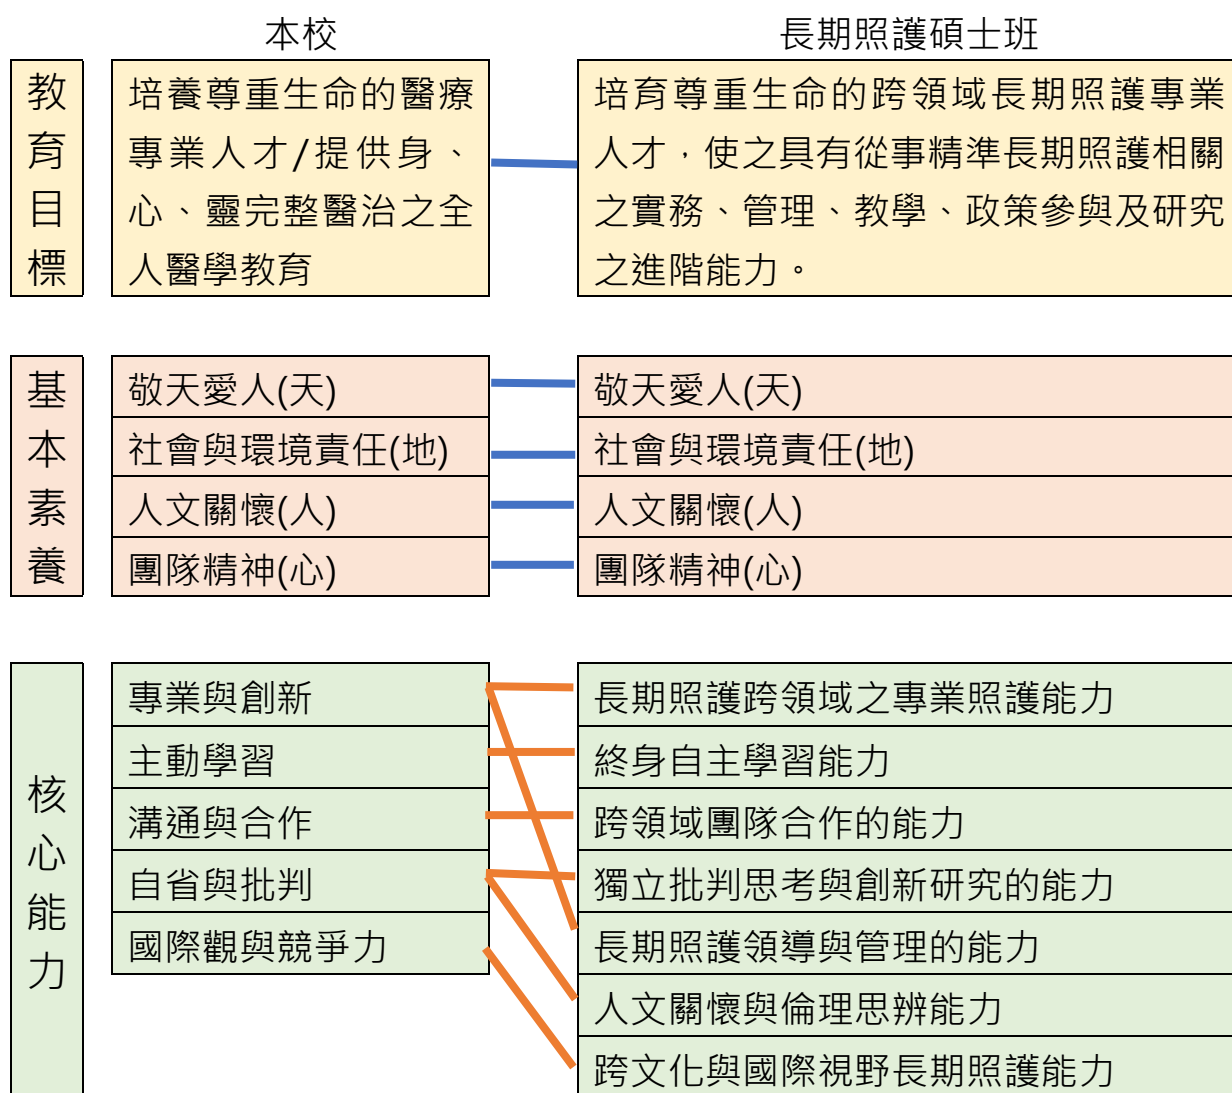 本校
長期照護碩士班
教育目標
培養尊重生命的醫療
專業人才/提供身、
心、靈完整醫治之全
人醫學教育
培育尊重生命的跨領域長期照護專業
人才，使之具有從事精準長期照護相關
之實務、管理、教學、政策參與及研究
之進階能力。
基本素養
敬天愛人(天)
社會與環境責任(地)
人文關懷(人)
團隊精神(心)
敬天愛人(天)
社會與環境責任(地)
人文關懷(人)
團隊精神(心)
核心能力
專業與創新
主動學習
溝通與合作
自省與批判
國際觀與競爭力
長期照護跨領域之專業照護能力
終身自主學習能力
跨領域團隊合作的能力
獨立批判思考與創新研究的能力
長期照護領導與管理的能力
人文關懷與倫理思辨能力
跨文化與國際視野長期照護能力